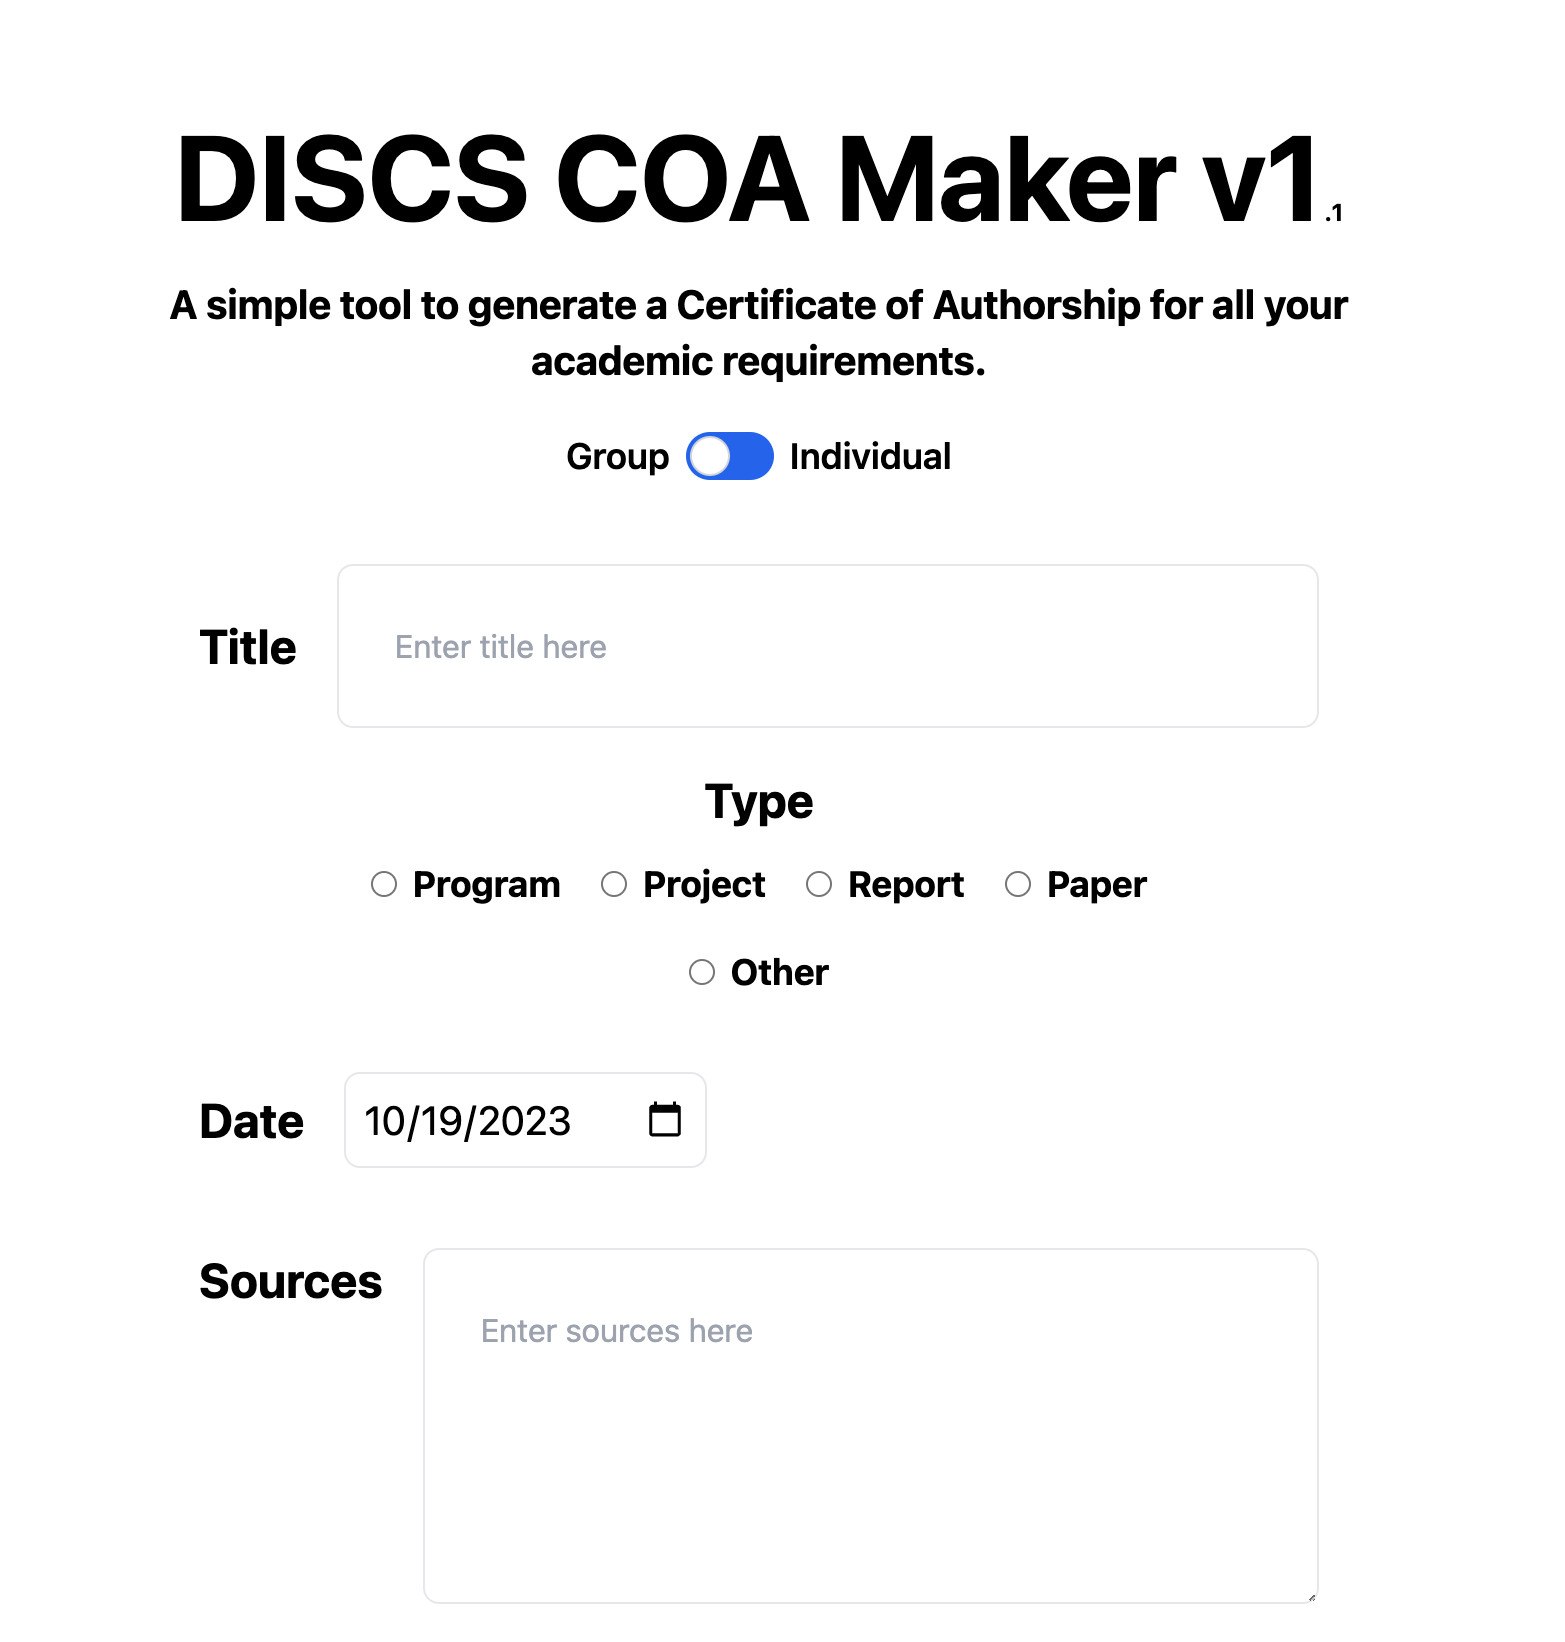 DISCS COA Maker v1.1
A simple tool to generate a Certificate of Authorship for all your
academic requirements.
Group Individual
Title Enter title here
Type
Program Project Report Paper
Other
Date 10/19/2023
Sources Enter sources here